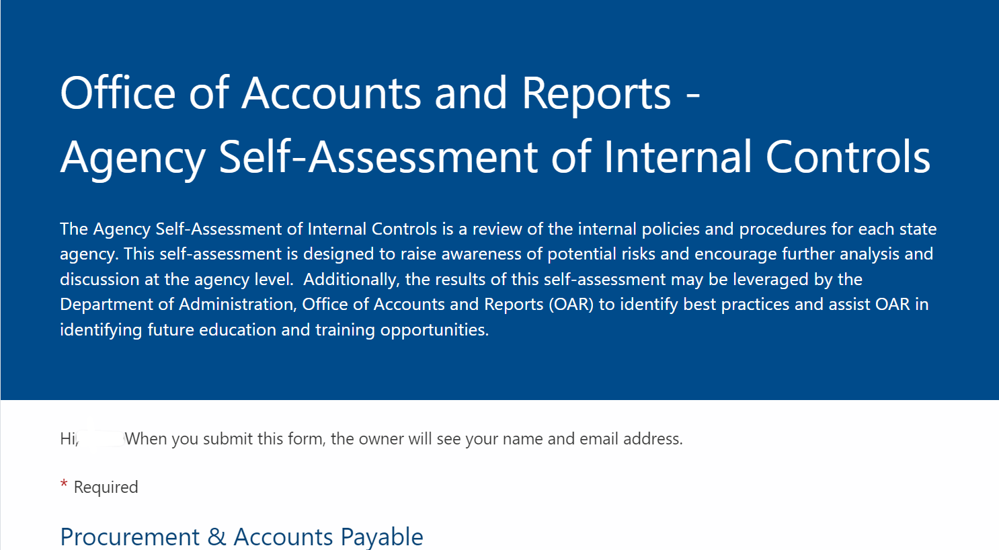 Office of Accounts and Reports -
Agency Self-Assessment of Internal Controls
The Agency Self-Assessment of Internal Controls is a review of the internal policies and procedures for each state
agency. This self-assessment is designed to raise awareness of potential risks and encourage further analysis and
discussion at the agency level.  Additionally, the results of this self-assessment may be leveraged by the
Department of Administration, Office of Accounts and Reports (OAR) to identify best practices and assist OAR in
identifying future education and training opportunities.
Hi, When you submit this form, the owner will see your name and email address.
* Required
Procurement & Accounts Payable